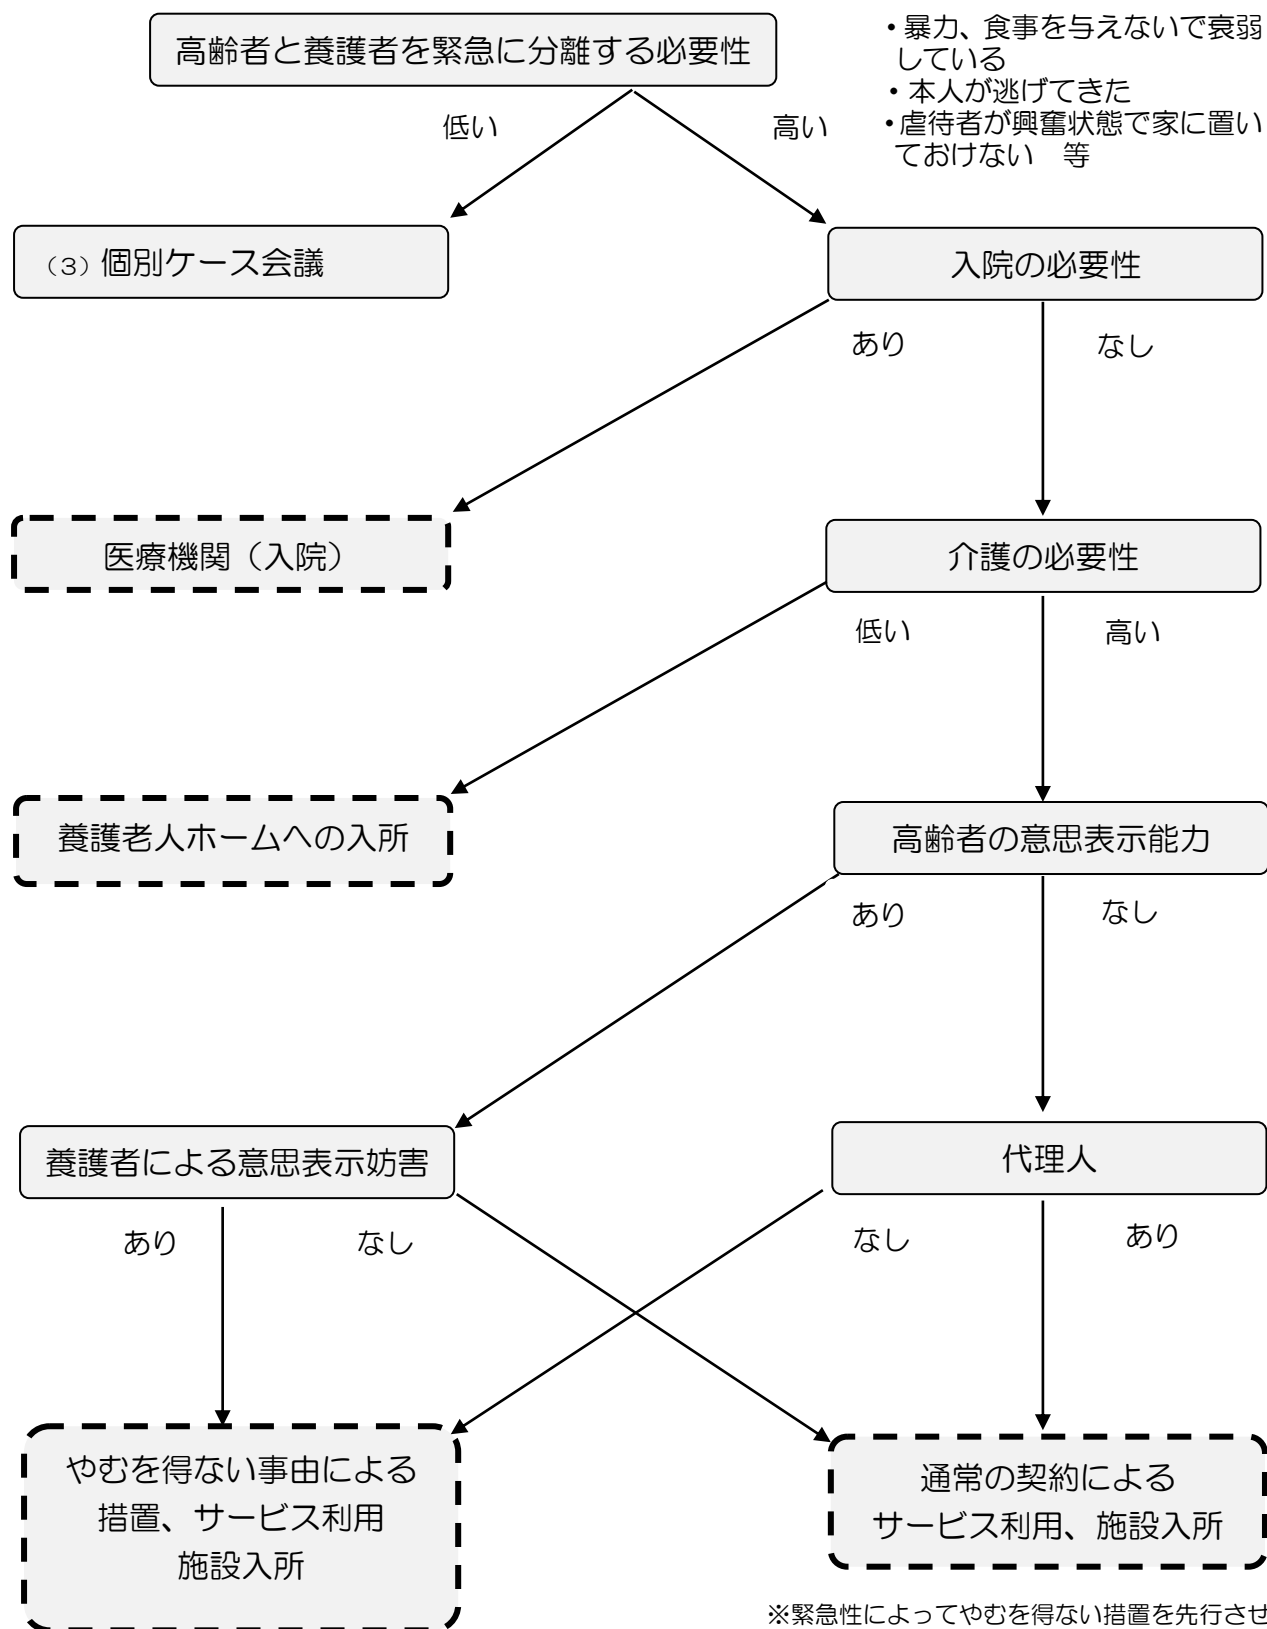 高齢者と養護者を緊急に分離する必要性
・暴力、食事を与えないで衰弱
している
・本人が逃げてきた
・虐待者が興奮状態で家に置い
ておけない　等
低い
高い
（3）個別ケース会議
入院の必要性
あり
なし
医療機関（入院）
介護の必要性
低い
高い
養護老人ホームへの入所
高齢者の意思表示能力
あり
なし
養護者による意思表示妨害
代理人
あり
なし
なし
あり
やむを得ない事由による
措置、サービス利用
施設入所
通常の契約による
サービス利用、施設入所
※緊急性によってやむを得ない措置を先行させ